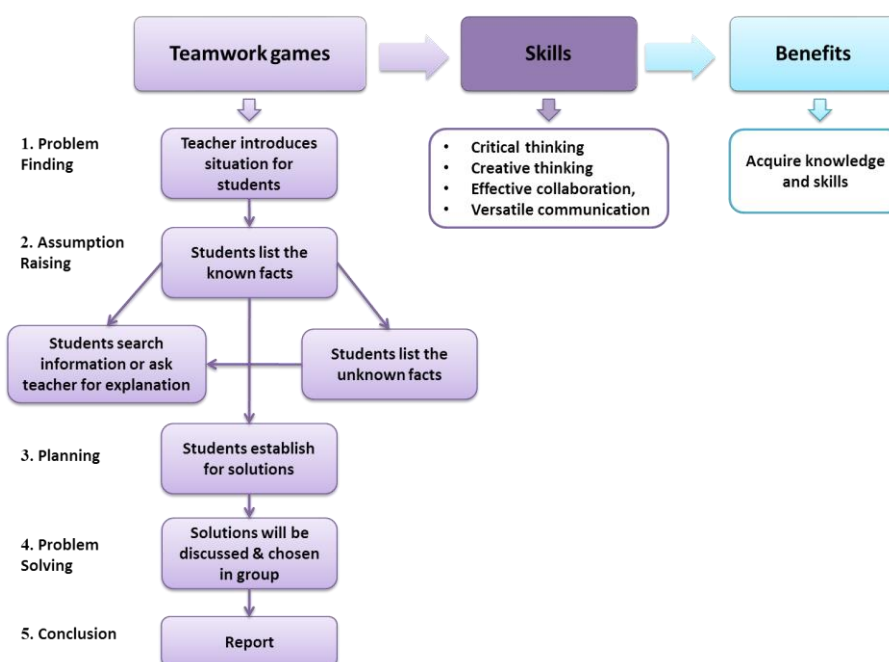 Teamwork games
Skills
Benefits
1. Problem
Finding
Teacher introduces
situation for
students
• Critical thinking
• Creative thinking
• Effective collaboration,
• Versatile communication
Acquire knowledge
and skills
2. Assumption
Raising
Students list the
known facts
Students search
information or ask
teacher for explanation
Students list the
unknown facts
3. Planning
Students establish
for solutions
4. Problem
Solving
Solutions will be
discussed & chosen
in group
5. Conclusion
Report